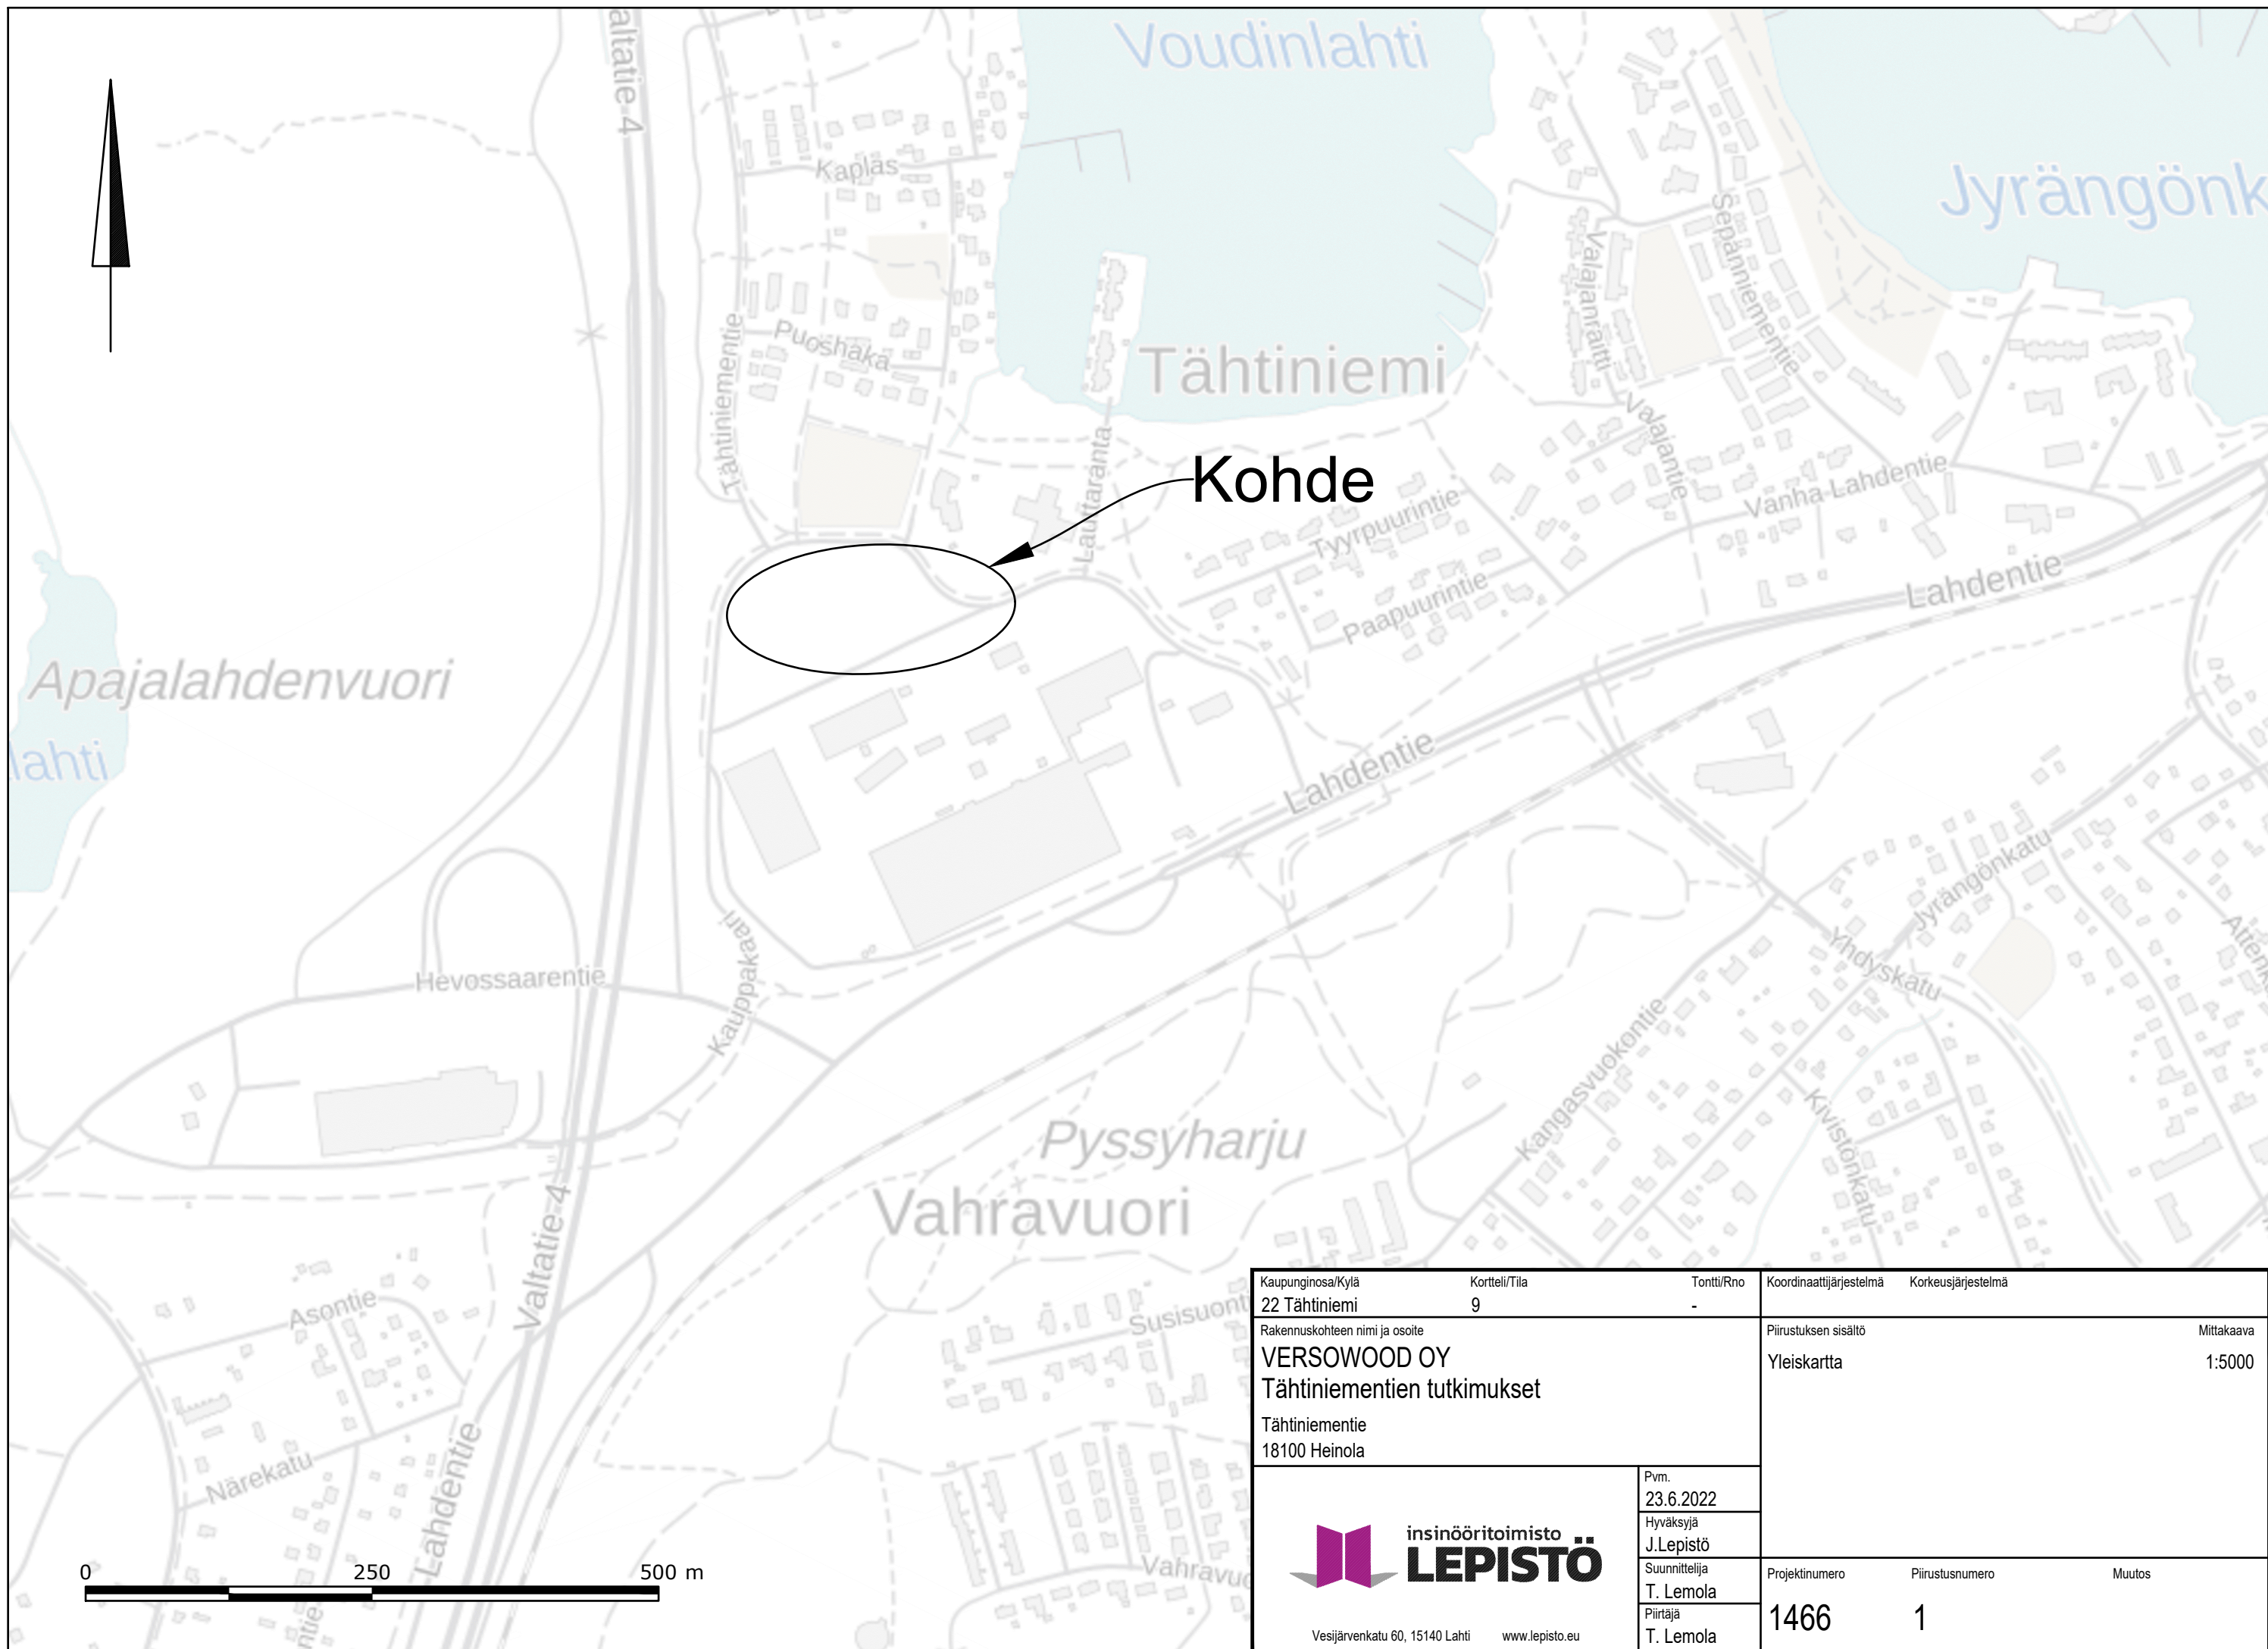 Voudinlahti
Valtatie 4
Kaplas
Jyrängönk
Sepänniementie
Valajanraitti
Puoshaka
Tähtiniementie
Tähtiniemi
Valajantie
Lauttaranta
Kohde
Vanha Lahdentie
Tyyrpuurintie
Paapuurintie
Lahdentie
Apajalahdenvuori
lahti
Lahdentie
Jyrängönkatu
Yhdyskatu
Kauppakaari
Hevossaarentie
Kangasvuokontie
Kivistönkatu
Pyssyharju
Vahravuori
Valtatie 4
Asontie
Susisuont
Närekatu
Lahdentie
Vahravuo
ntie
0 250 500 m
Kaupunginosa/Kylä Kortteli/Tila Tontti/Rno Koordinaattijärjestelmä Korkeusjärjestelmä
22 Tähtiniemi 9 -
Rakennuskohteen nimi ja osoite Piirustuksen sisältö Mittakaava
VERSOWOOD OY Yleiskartta 1:5000
Tähtiniementien tutkimukset
Tähtiniementie
18100 Heinola
Pvm.
23.6.2022
Hyväksyjä
J.Lepistö
insinööritoimisto
LEPISTÖ
Suunnittelija
T. Lemola
Piirtäjä
T. Lemola
Vesijärvenkatu 60, 15140 Lahti www.lepisto.eu
Projektinumero Piirustusnumero Muutos
1466 1